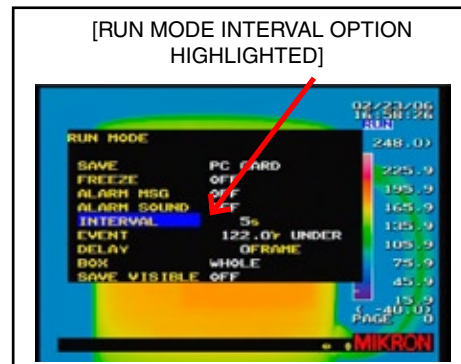 [RUN MODE INTERVAL OPTION
HIGHLIGHTED]
02/23/06
16:58:26
RUN
RUN MODE
248.0)
SAVE PC CARD
FREEZE OFF
225.9
ALARM MSG OFF
195.9
ALARM SOUND OFF
165.9
INTERVAL 5s
135.9
EVENT 122.0F UNDER
DELAY 0FRAME
105.9
BOX WHOLE
75.9
SAVE VISIBLE OFF
45.9
15.9
( -40.0)
PAGE 0
MIKRON